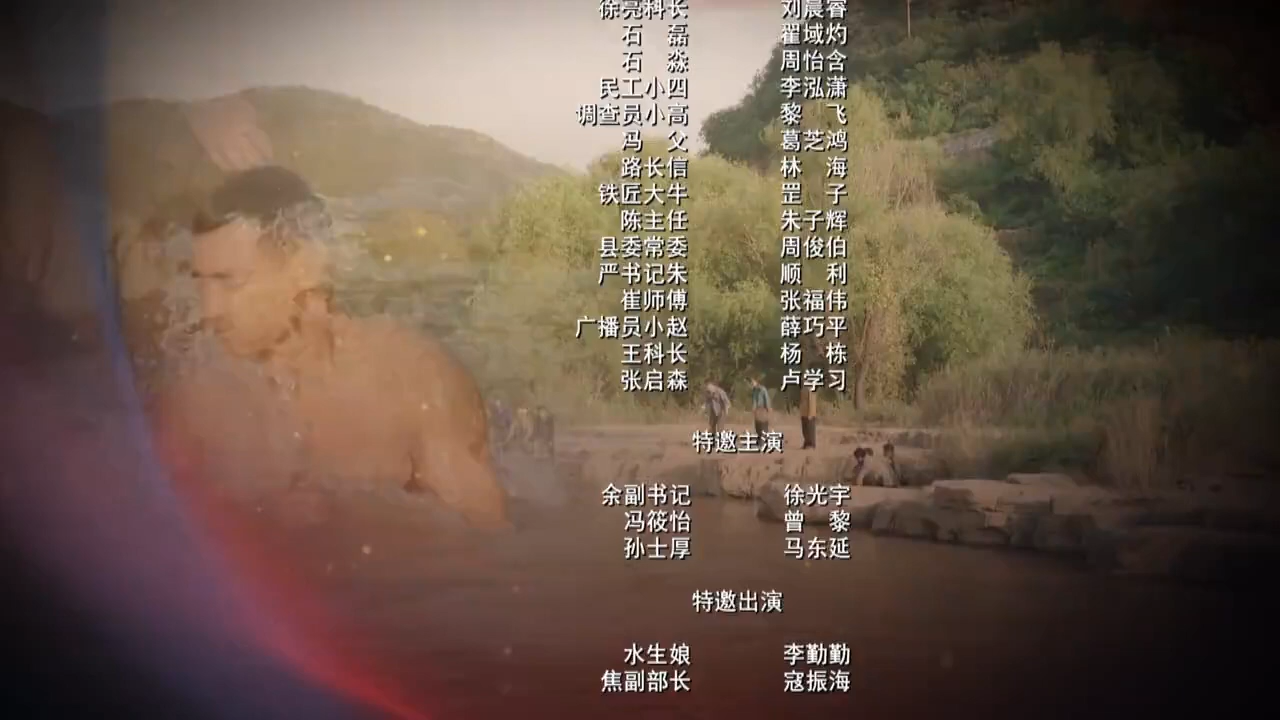 徐亮科长 刘晨睿
石磊 翟域灼
石淼 周怡含
民工小四 李泓潇
调查员小高 黎飞
冯父 葛芝鸿
路长信 林海
铁匠大牛 罡子
陈主任 朱子辉
县委常委 周俊伯
严书记朱 顺利
崔师傅 张福伟
广播员小赵 薛巧平
王科长 杨栋
张启森 卢学习
特邀主演
余副书记 徐光宇
冯筱怡 曾黎
孙士厚 马东延
特邀出演
水生娘 李勤勤
焦副部长 寇振海